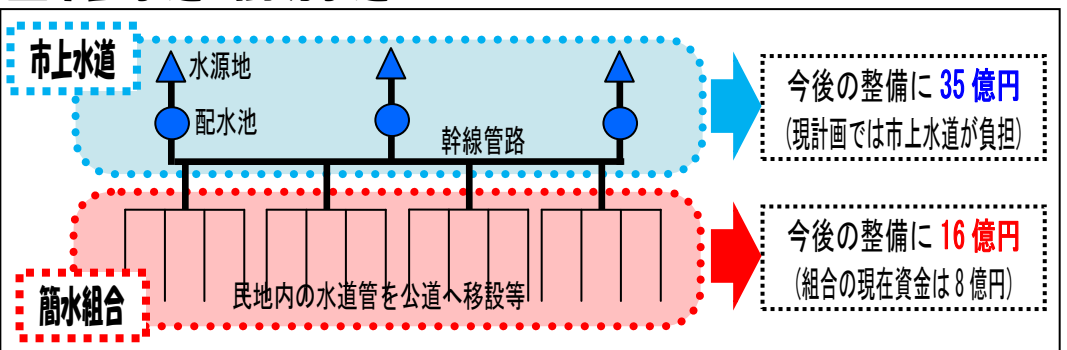 市上水道
水源地
配水池
幹線管路
今後の整備に 35 億円
(現計画では市上水道が負担)
簡水組合
民地内の水道管を公道へ移設等
今後の整備に 16 億円
(組合の現在資金は8億円)